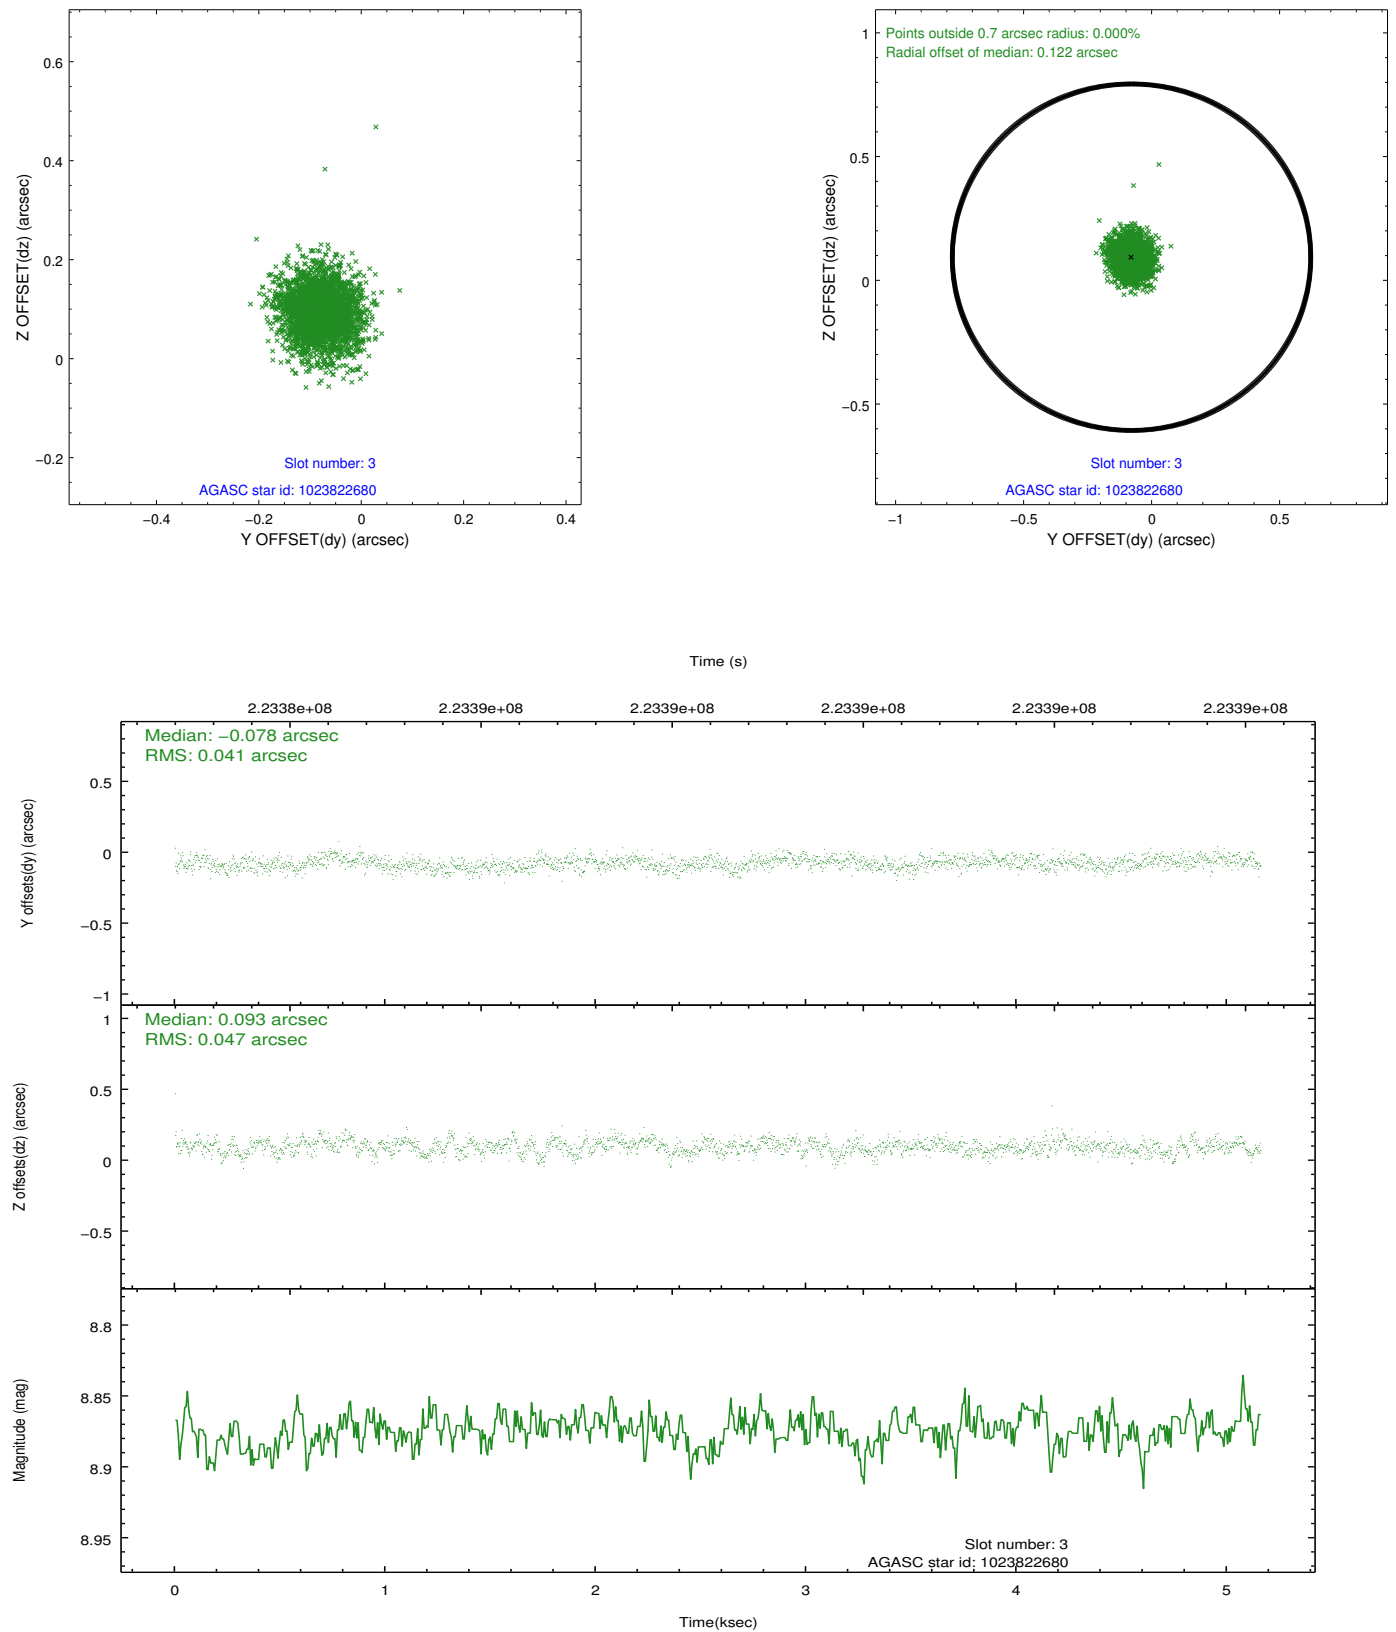 0.6
0.4
0.2
0
−0.2
Z OFFSET(dz) (arcsec)
Slot number: 3
AGASC star id: 1023822680
−0.4
−0.2
0
0.2
0.4
Y OFFSET(dy) (arcsec)
Points outside 0.7 arcsec radius: 0.000%
Radial offset of median: 0.122 arcsec
1
0.5
0
−0.5
Z OFFSET(dz) (arcsec)
Slot number: 3
AGASC star id: 1023822680
−1
−0.5
0
0.5
Y OFFSET(dy) (arcsec)
Time (s)
2.2338e+08
2.2339e+08
2.2339e+08
2.2339e+08
2.2339e+08
2.2339e+08
Median: −0.078 arcsec
RMS: 0.041 arcsec
0.5
0
−0.5
−1
Y offsets(dy) (arcsec)
Median: 0.093 arcsec
RMS: 0.047 arcsec
1
0.5
0
−0.5
Z offsets(dz) (arcsec)
8.8
8.85
8.9
8.95
Magnitude (mag)
Slot number: 3
AGASC star id: 1023822680
0
1
2
3
4
5
Time(ksec)